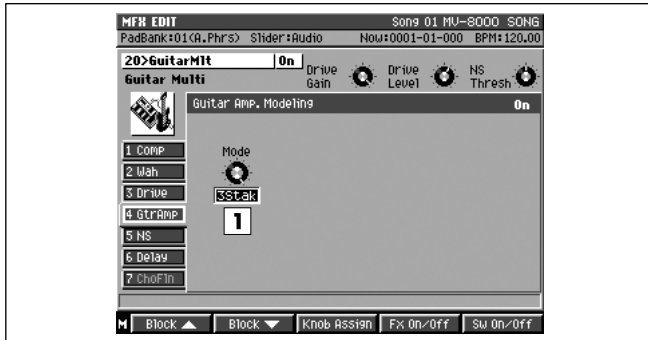 MFX EDIT Song 01 MV-8000 SONG
PadBank:01(A.Phrs) Slider:Audio Now:0001-01-000 BPM:120.00
20>GuitarMlt On
Guitar Multi
Drive Gain
Drive Level
NS Thresh
Guitar Amp. Modeling On
1 Comp
2 Wah
3 Drive
4 GtrAmp
5 NS
6 Delay
7 ChoFln
Mode
3Stak
1
M Block ▲ Block ▼ Knob Assign Fx On/Off Sw On/Off